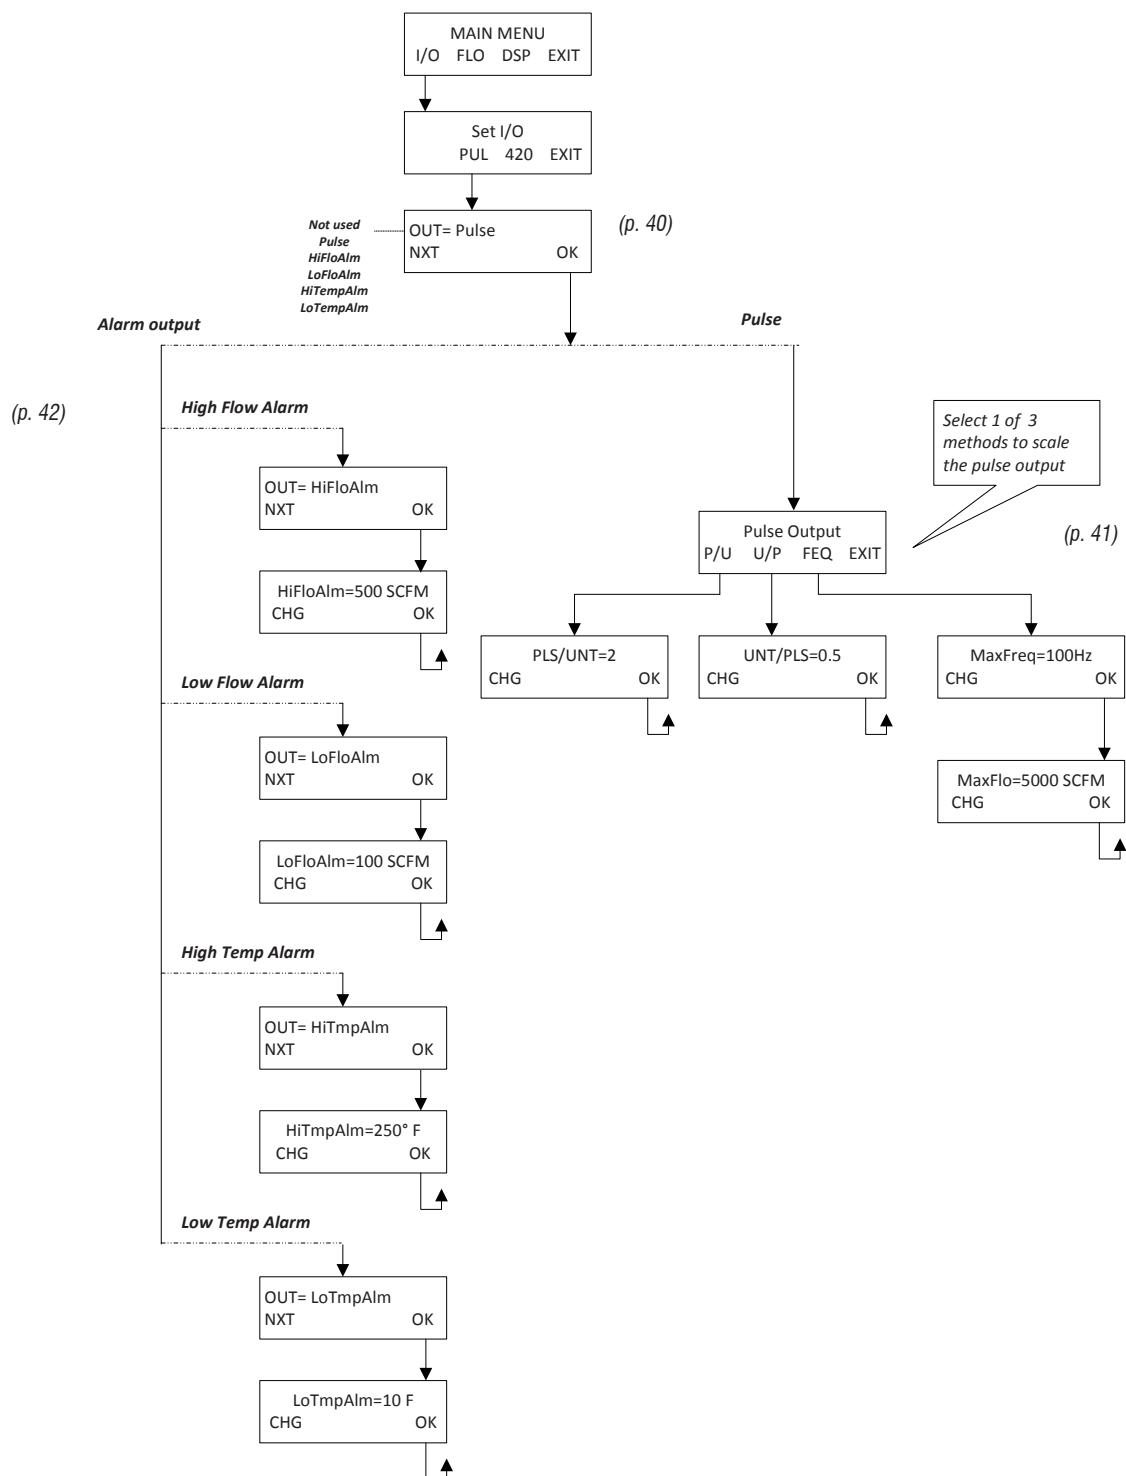 MAIN MENU
I/O FLO DSP EXIT
Set I/O
PUL 420 EXIT
Not used
Pulse
HiFloAlm
LoFloAlm
HiTempAlm
LoTempAlm
OUT= Pulse
NXT OK
(p. 40)
Alarm output
Pulse
(p. 42)
High Flow Alarm
OUT= HiFloAlm
NXT OK
HiFloAlm=500 SCFM
CHG OK
Select 1 of 3
methods to scale
the pulse output
Pulse Output
P/U U/P FEQ EXIT
(p. 41)
PLS/UNT=2
CHG OK
UNT/PLS=0.5
CHG OK
MaxFreq=100Hz
CHG OK
MaxFlo=5000 SCFM
CHG OK
Low Flow Alarm
OUT= LoFloAlm
NXT OK
LoFloAlm=100 SCFM
CHG OK
High Temp Alarm
OUT= HiTmpAlm
NXT OK
HiTmpAlm=250° F
CHG OK
Low Temp Alarm
OUT= LoTmpAlm
NXT OK
LoTmpAlm=10 F
CHG OK